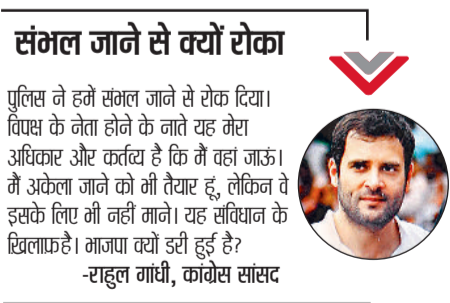 संभल जाने से क्यों रोका
पुलिस ने हमें संभल जाने से रोक दिया।
विपक्ष के नेता होने के नाते यह मेरा
अधिकार और कर्तव्य है कि मैं वहां जाऊं।
मैं अकेला जाने को भी तैयार हूं, लेकिन वे
इसके लिए भी नहीं माने। यह संविधान के
खिलाफ़है। भाजपा क्यों डरी हुई है?
-राहुल गांधी, कांग्रेस सांसद